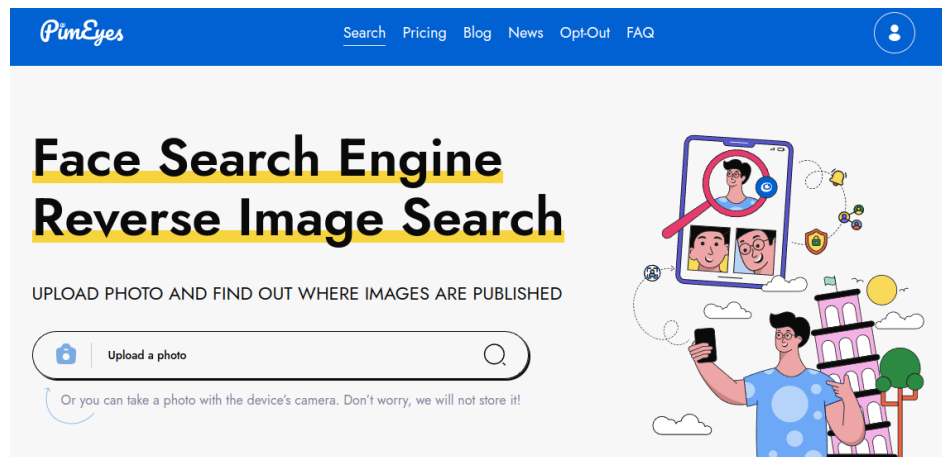 PimEyes
Search Pricing Blog News Opt-Out FAQ
Face Search Engine
Reverse Image Search
UPLOAD PHOTO AND FIND OUT WHERE IMAGES ARE PUBLISHED
Upload a photo
Or you can take a photo with the device’s camera. Don’t worry, we will not store it!